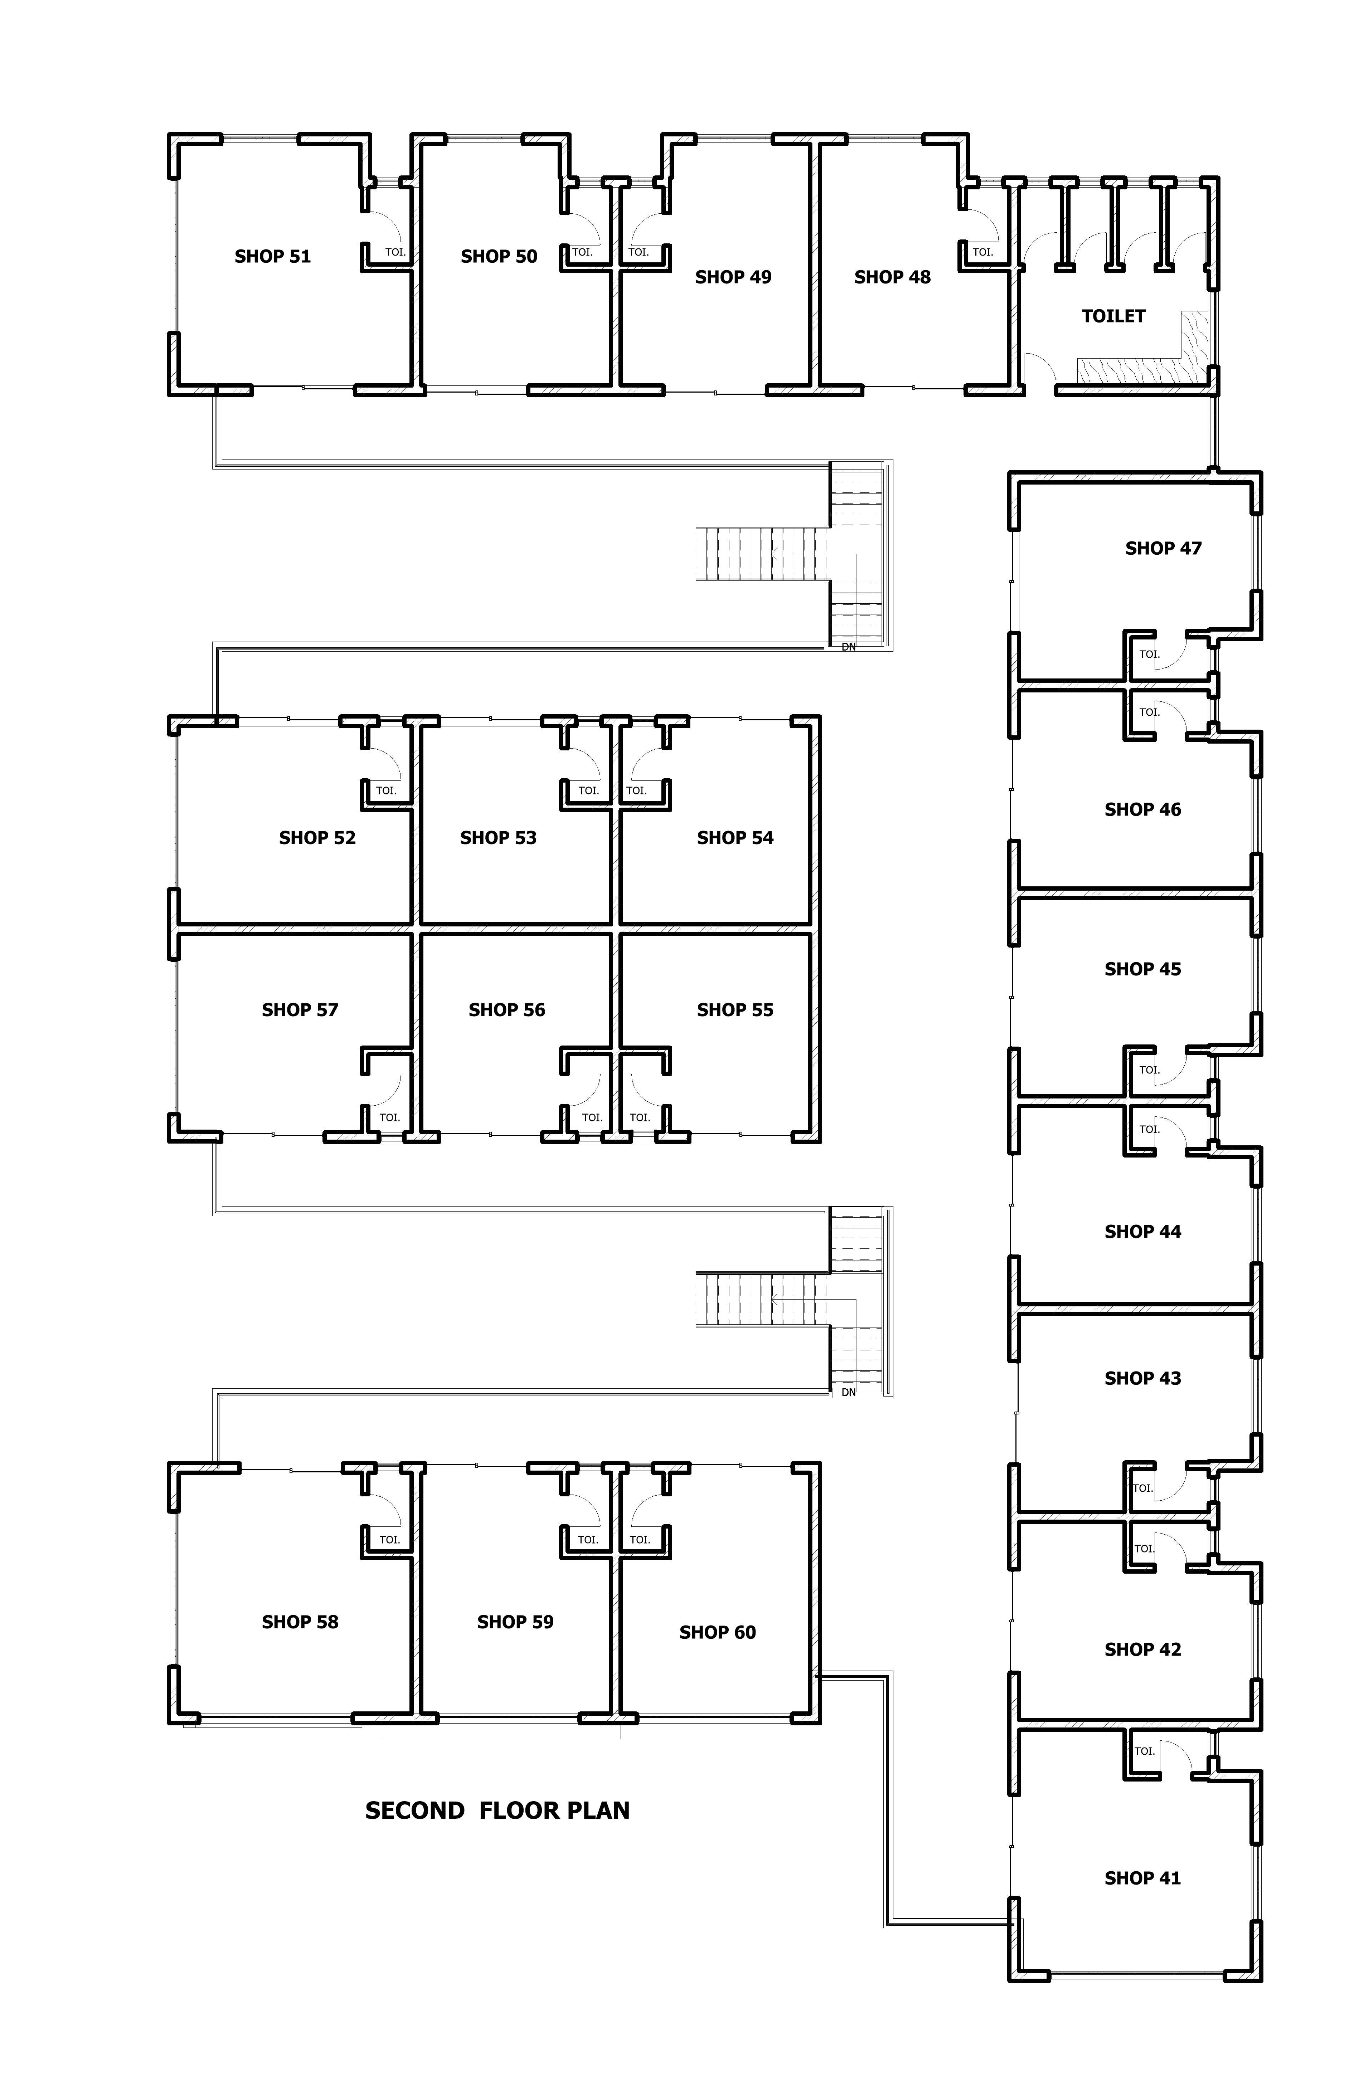 TOI.
TOI.
TOI.
TOI.
SHOP 51
SHOP 50
SHOP 49
SHOP 48
TOILET
SHOP 47
DN
TOI.
TOI.
TOI.
TOI.
TOI.
SHOP 46
SHOP 52
SHOP 53
SHOP 54
SHOP 45
SHOP 57
SHOP 56
SHOP 55
TOI.
TOI.
TOI.
TOI.
TOI.
SHOP 44
SHOP 43
DN
TOI.
TOI.
TOI.
TOI.
TOI.
SHOP 58
SHOP 59
SHOP 60
SHOP 42
TOI.
SECOND FLOOR PLAN
SHOP 41